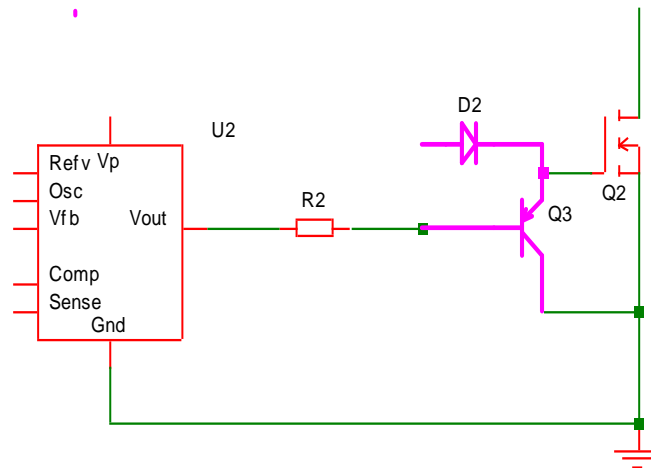 D2
U2
Vp
Refv
Osc
Vfb
Vout
R2
Q2
Q3
Comp
Sense
Gnd